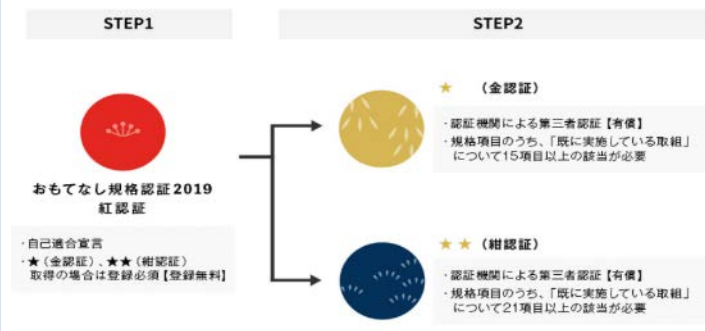 STEP1
STEP2
おもてなし規格認証2019
紅認証
・自己適合宣言
・★(金認証)、★★(紺認証)
取得の場合は登録必須【登録無料】
★ (金認証)
・認証機関による第三者認証【有償】
・規格項目のうち、「既に実施している取組」
について15項目以上の該当が必要
★★(紺認証)
・認証機関による第三者認証【有償】
・規格項目のうち、「既に実施している取組」
について21項目以上の該当が必要